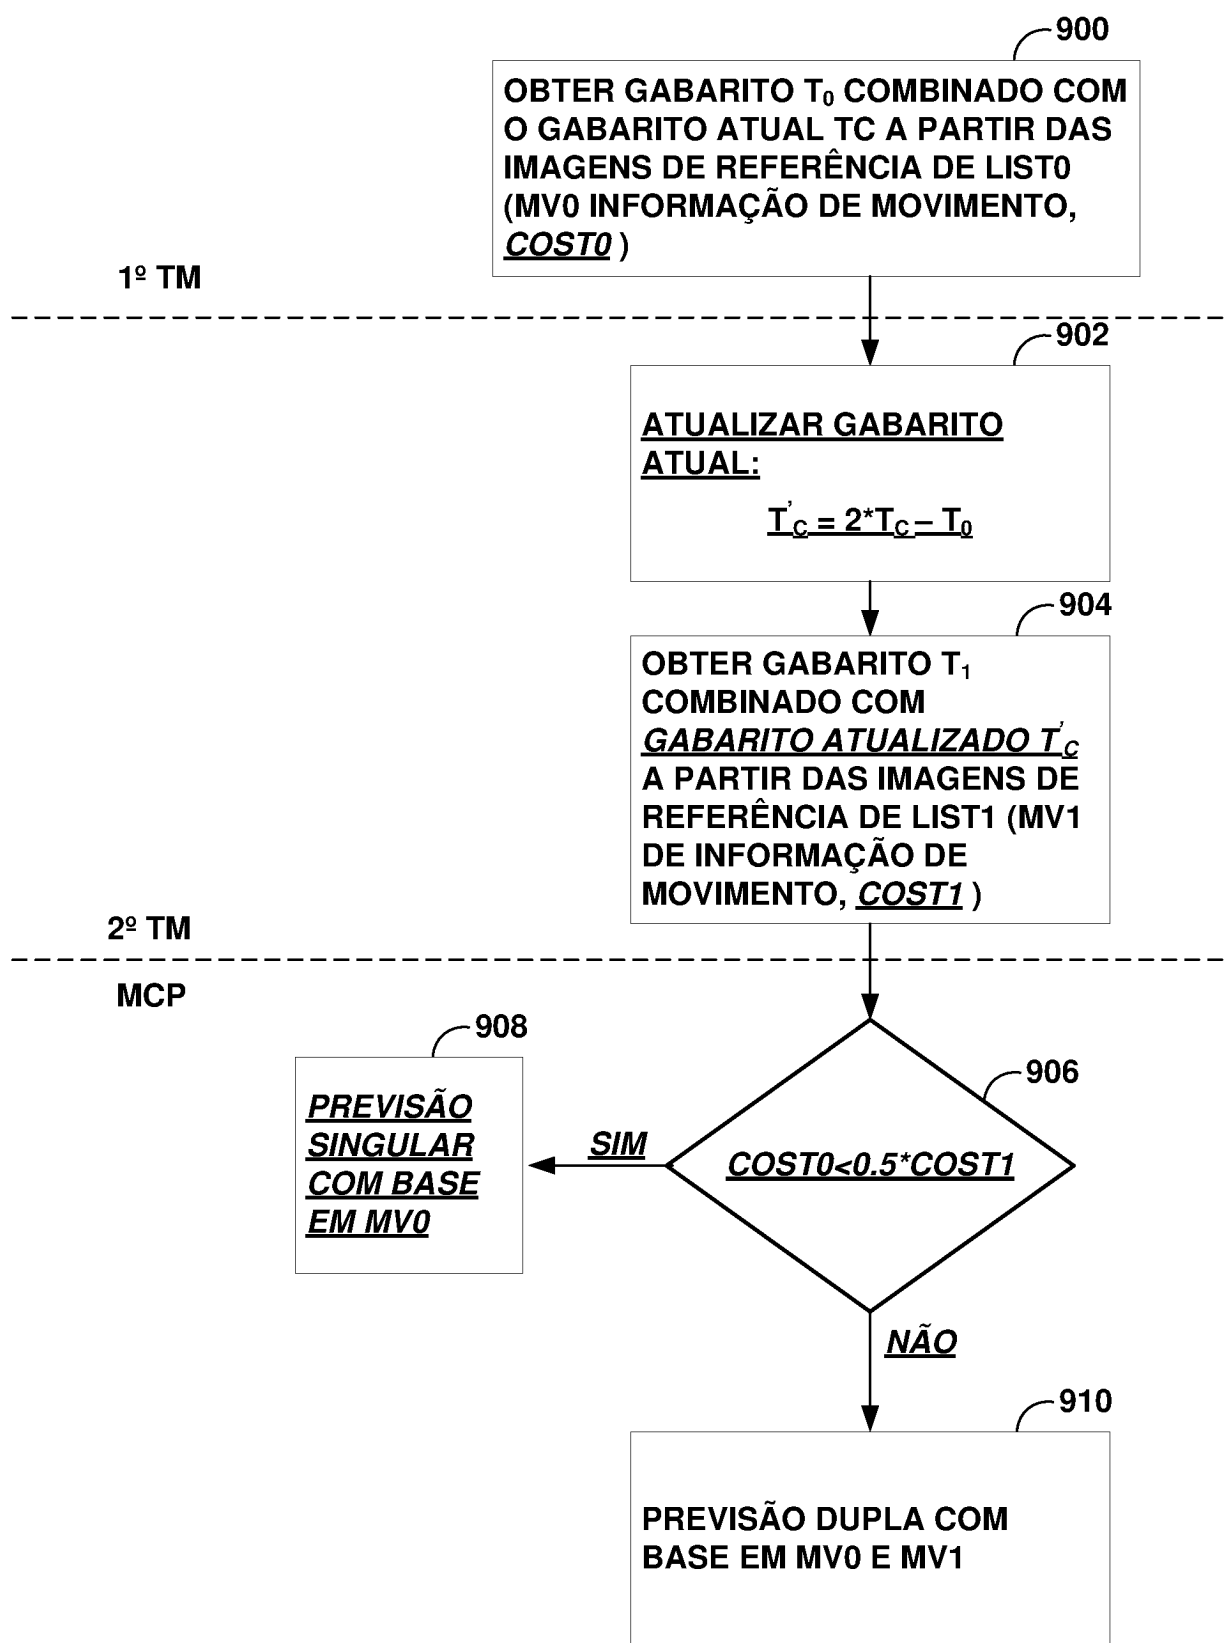 900
OBTER GABARITO T₀ COMBINADO COM
O GABARITO ATUAL TC A PARTIR DAS
IMAGENS DE REFERÊNCIA DE LIST0
(MV0 INFORMAÇÃO DE MOVIMENTO,
COST0 )
1º TM
902
ATUALIZAR GABARITO
ATUAL:
T'C = 2*TC – T₀
904
OBTER GABARITO T₁
COMBINADO COM
GABARITO ATUALIZADO T'C
A PARTIR DAS IMAGENS DE
REFERÊNCIA DE LIST1 (MV1
DE INFORMAÇÃO DE
MOVIMENTO, COST1 )
2º TM
MCP
908
PREVISÃO
SINGULAR
COM BASE
EM MV0
SIM
906
COST0<0.5*COST1
NÃO
910
PREVISÃO DUPLA COM
BASE EM MV0 E MV1